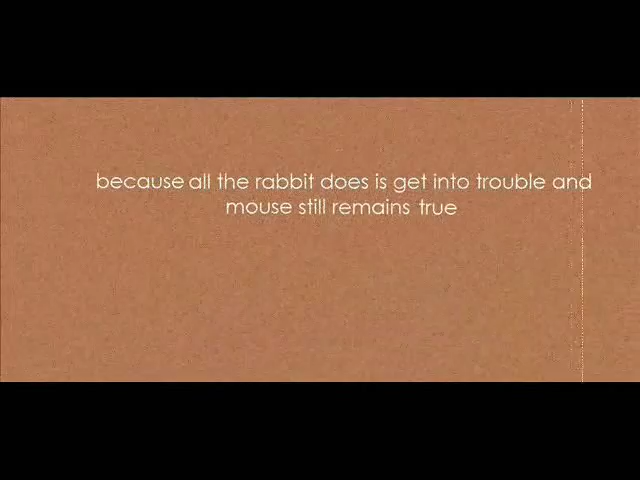 because all the rabbit does is get into trouble and
mouse still remains true